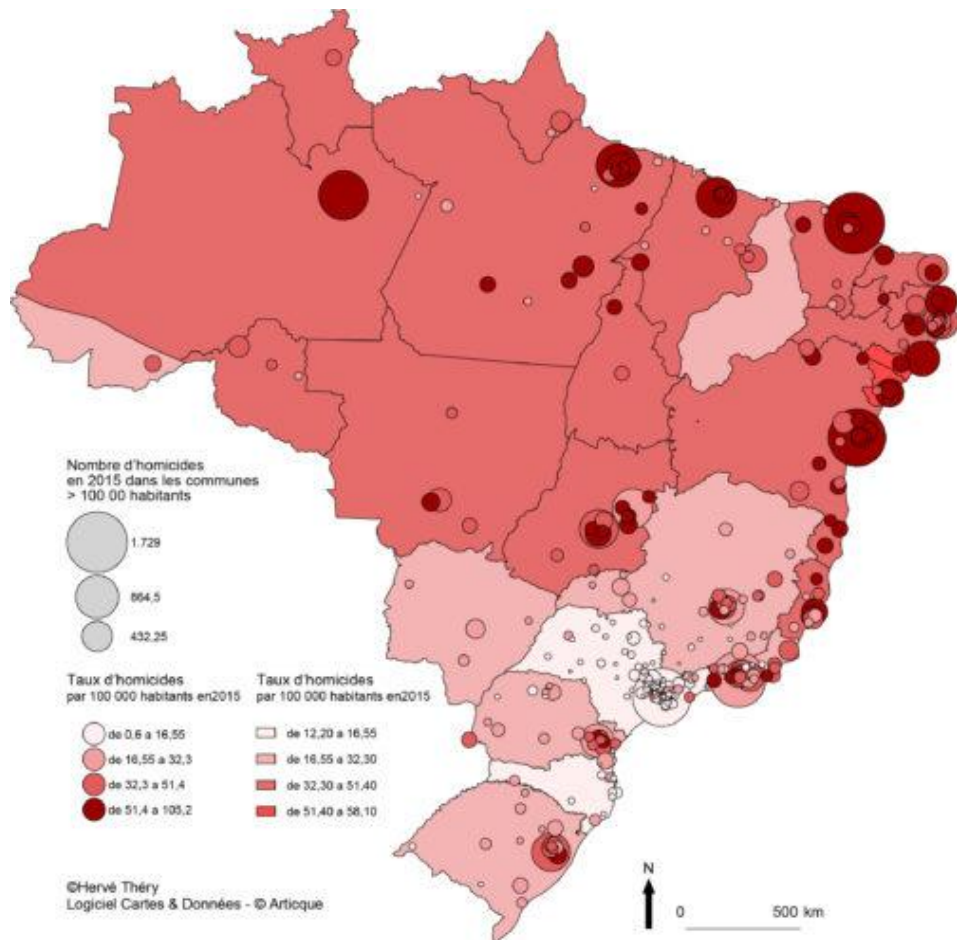 Nombre d'homicides
en 2015 dans les communes
> 100 00 habitants
1.729
864,5
432,25
Taux d'homicides
par 100 000 habitants en2015
de 0,6 a 16,55
de 16,55 a 32,3
de 32,3 a 51,4
de 51,4 a 105,2
Taux d'homicides
par 100 000 habitants en2015
de 12,20 a 16,55
de 16,55 a 32,30
de 32,30 a 51,40
de 51,40 a 58,10
©Hervé Théry
Logiciel Cartes & Données - © Articque
N
0 500 km